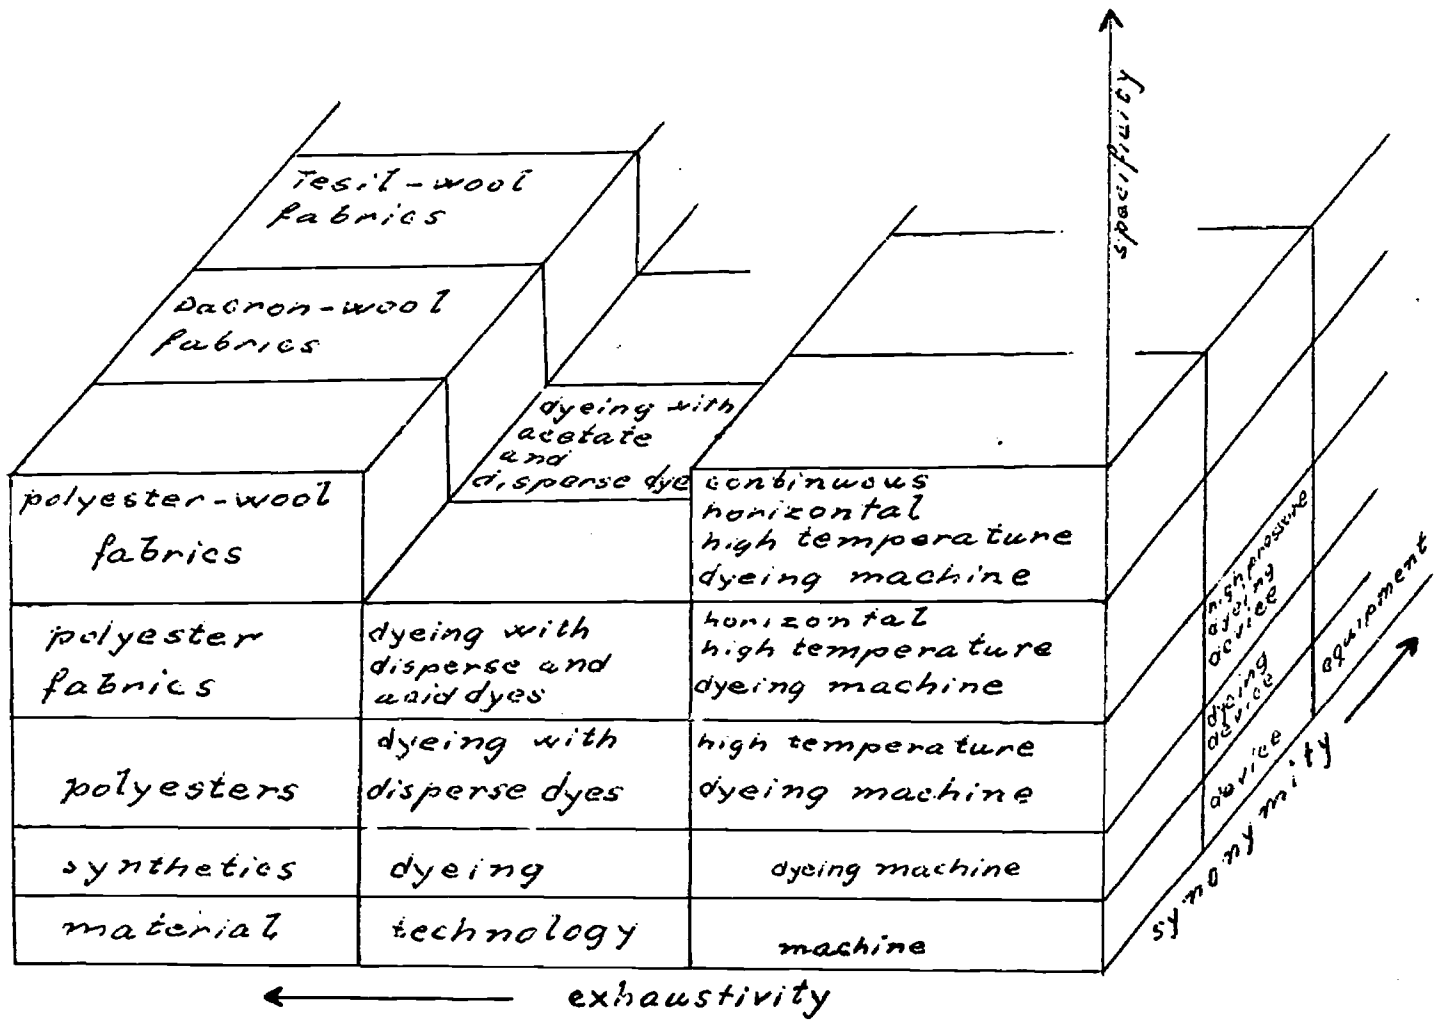 specificity
Tesil-wool
fabrics
Dacron-wool
fabrics
dyeing with
acetate
and
disperse dye
polyester-wool
fabrics
continuous
horizontal
high temperature
dyeing machine
polyester
fabrics
dyeing with
disperse and
acid dyes
horizontal
high temperature
dyeing machine
high pressure
dyeing
device
polyesters
dyeing with
disperse dyes
high temperature
dyeing machine
dyeing
device
equipment
synthetics
dyeing
dyeing machine
device
material
technology
machine
synonymity
exhaustivity